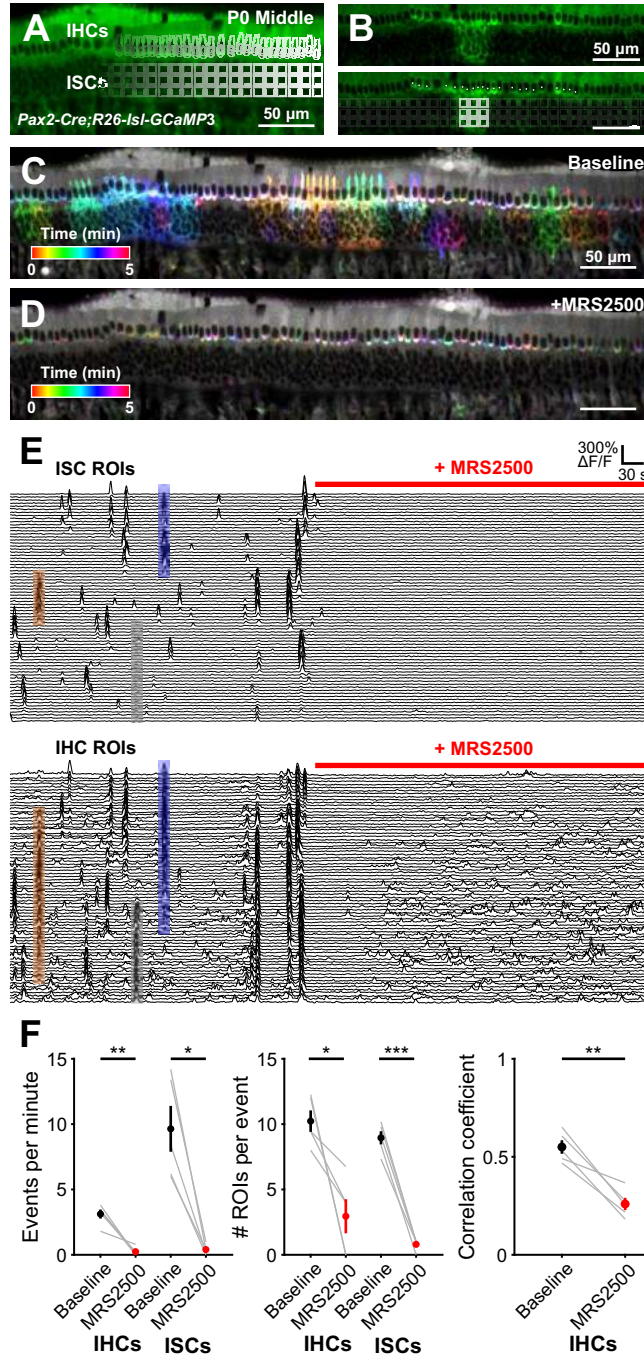 A
IHCs
P0 Middle
ISCs
Pax2-Cre;R26-lsl-GCaMP3
50 µm
B
50 µm
C
Baseline
Time (min)
0
5
50 µm
D
+MRS2500
Time (min)
0
5
E
ISC ROIs
+ MRS2500
300%
ΔF/F
30 s
IHC ROIs
+ MRS2500
F
Events per minute
15
10
5
0
**
*
Baseline
MRS2500
Baseline
MRS2500
IHCs
ISCs
# ROIs per event
15
10
5
0
*
***
Baseline
MRS2500
Baseline
MRS2500
IHCs
ISCs
Correlation coefficient
1
0.5
0
**
Baseline
MRS2500
IHCs